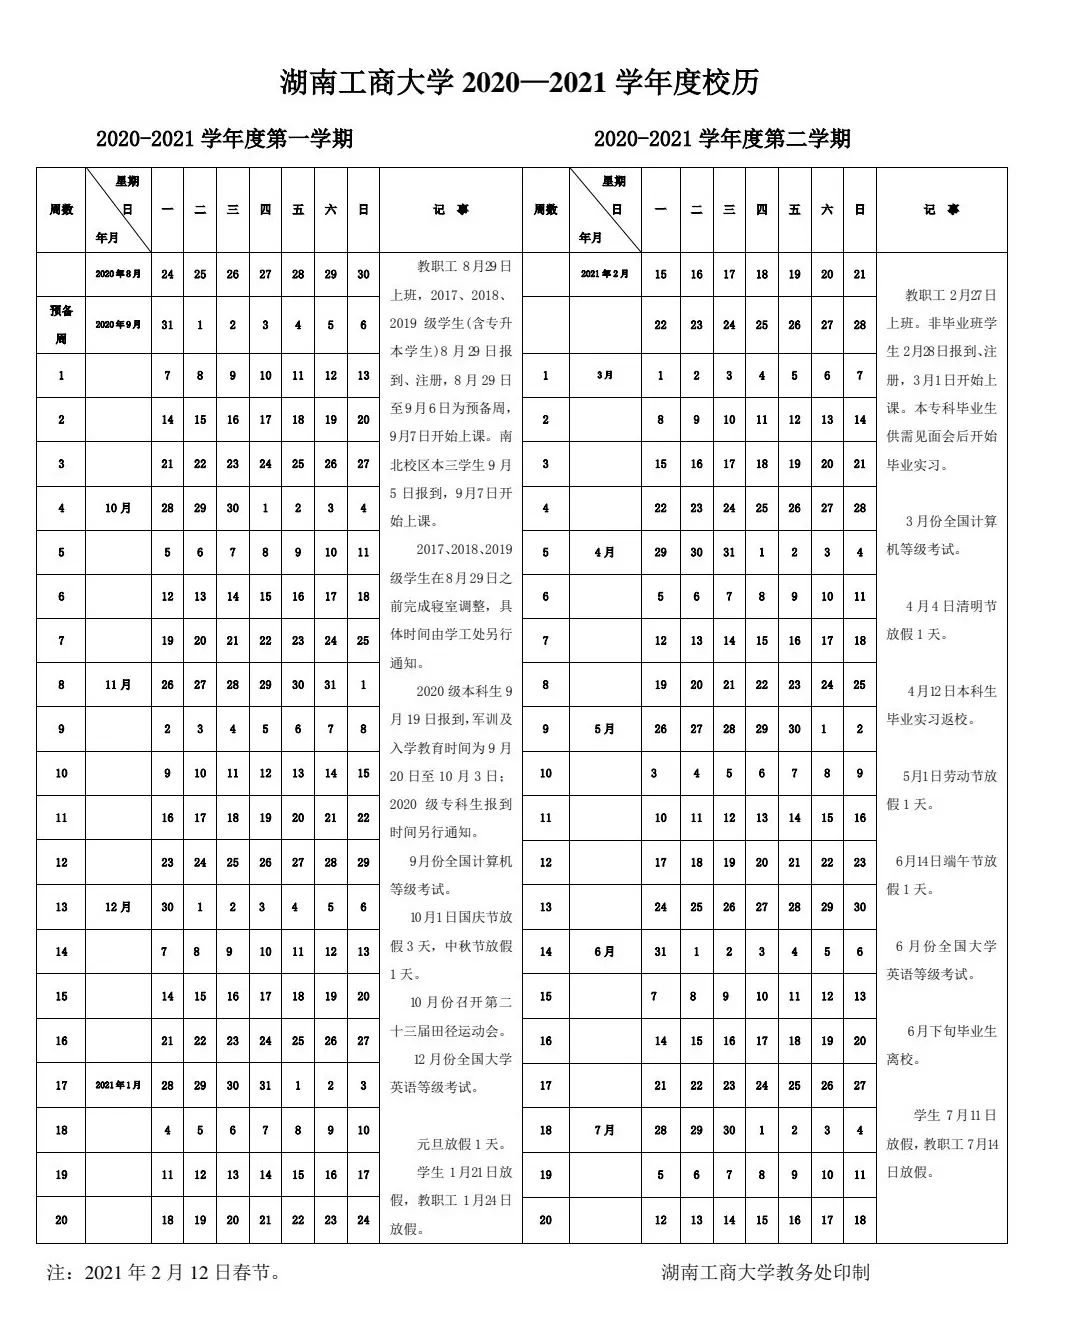 湖南工商大学 2020—2021 学年度校历
2020-2021 学年度第一学期
周数 星期 日 年月 一 二 三 四 五 六 日 记 事
2020年8月 24 25 26 27 28 29 30
预备周 2020年9月 31 1 2 3 4 5 6
1 7 8 9 10 11 12 13
2 14 15 16 17 18 19 20
3 21 22 23 24 25 26 27
4 10月 28 29 30 1 2 3 4
5 5 6 7 8 9 10 11
6 12 13 14 15 16 17 18
7 19 20 21 22 23 24 25
8 11月 26 27 28 29 30 31 1
9 2 3 4 5 6 7 8
10 9 10 11 12 13 14 15
11 16 17 18 19 20 21 22
12 23 24 25 26 27 28 29
13 12月 30 1 2 3 4 5 6
14 7 8 9 10 11 12 13
15 14 15 16 17 18 19 20
16 21 22 23 24 25 26 27
17 2021年1月 28 29 30 31 1 2 3
18 4 5 6 7 8 9 10
19 11 12 13 14 15 16 17
20 18 19 20 21 22 23 24
教职工 8月29日
上班，2017、2018、
2019 级学生(含专升
本学生)8 月 29 日报
到、注册，8 月 29 日
至9月6日为预备周，
9月7日开始上课。南
北校区本三学生 9 月
5 日报到，9月7日开
始上课。
2017、2018、2019
级学生在8月29日之
前完成寝室调整，具
体时间由学工处另行
通知。
2020 级本科生 9
月 19 日报到，军训及
入学教育时间为 9 月
20 日至 10 月 3 日；
2020 级专科生报到
时间另行通知。
9月份全国计算机
等级考试。
10月1日国庆节放
假 3 天，中秋节放假
1 天。
10 月份召开第二
十三届田径运动会。
12 月份全国大学
英语等级考试。
元旦放假 1 天。
学生 1月21日放
假，教职工 1月24日
放假。
2020-2021 学年度第二学期
周数 星期 日 年月 一 二 三 四 五 六 日 记 事
2021年2月 15 16 17 18 19 20 21
22 23 24 25 26 27 28
1 3月 1 2 3 4 5 6 7
2 8 9 10 11 12 13 14
3 15 16 17 18 19 20 21
4 22 23 24 25 26 27 28
5 4月 29 30 31 1 2 3 4
6 5 6 7 8 9 10 11
7 12 13 14 15 16 17 18
8 19 20 21 22 23 24 25
9 5月 26 27 28 29 30 1 2
10 3 4 5 6 7 8 9
11 10 11 12 13 14 15 16
12 17 18 19 20 21 22 23
13 24 25 26 27 28 29 30
14 6月 31 1 2 3 4 5 6
15 7 8 9 10 11 12 13
16 14 15 16 17 18 19 20
17 21 22 23 24 25 26 27
18 7月 28 29 30 1 2 3 4
19 5 6 7 8 9 10 11
20 12 13 14 15 16 17 18
教职工 2月27日
上班。非毕业班学
生 2月28日报到、注
册，3月1日开始上
课。本专科毕业生
供需见面会后开始
毕业实习。
3 月份全国计算
机等级考试。
4 月 4 日清明节
放假 1 天。
4月12日本科生
毕业实习返校。
5月1日劳动节放
假 1 天。
6月14日端午节放
假 1 天。
6 月份全国大学
英语等级考试。
6月下旬毕业生
离校。
学生 7月11日
放假，教职工 7月14
日放假。
注：2021 年 2 月 12 日春节。
湖南工商大学教务处印制